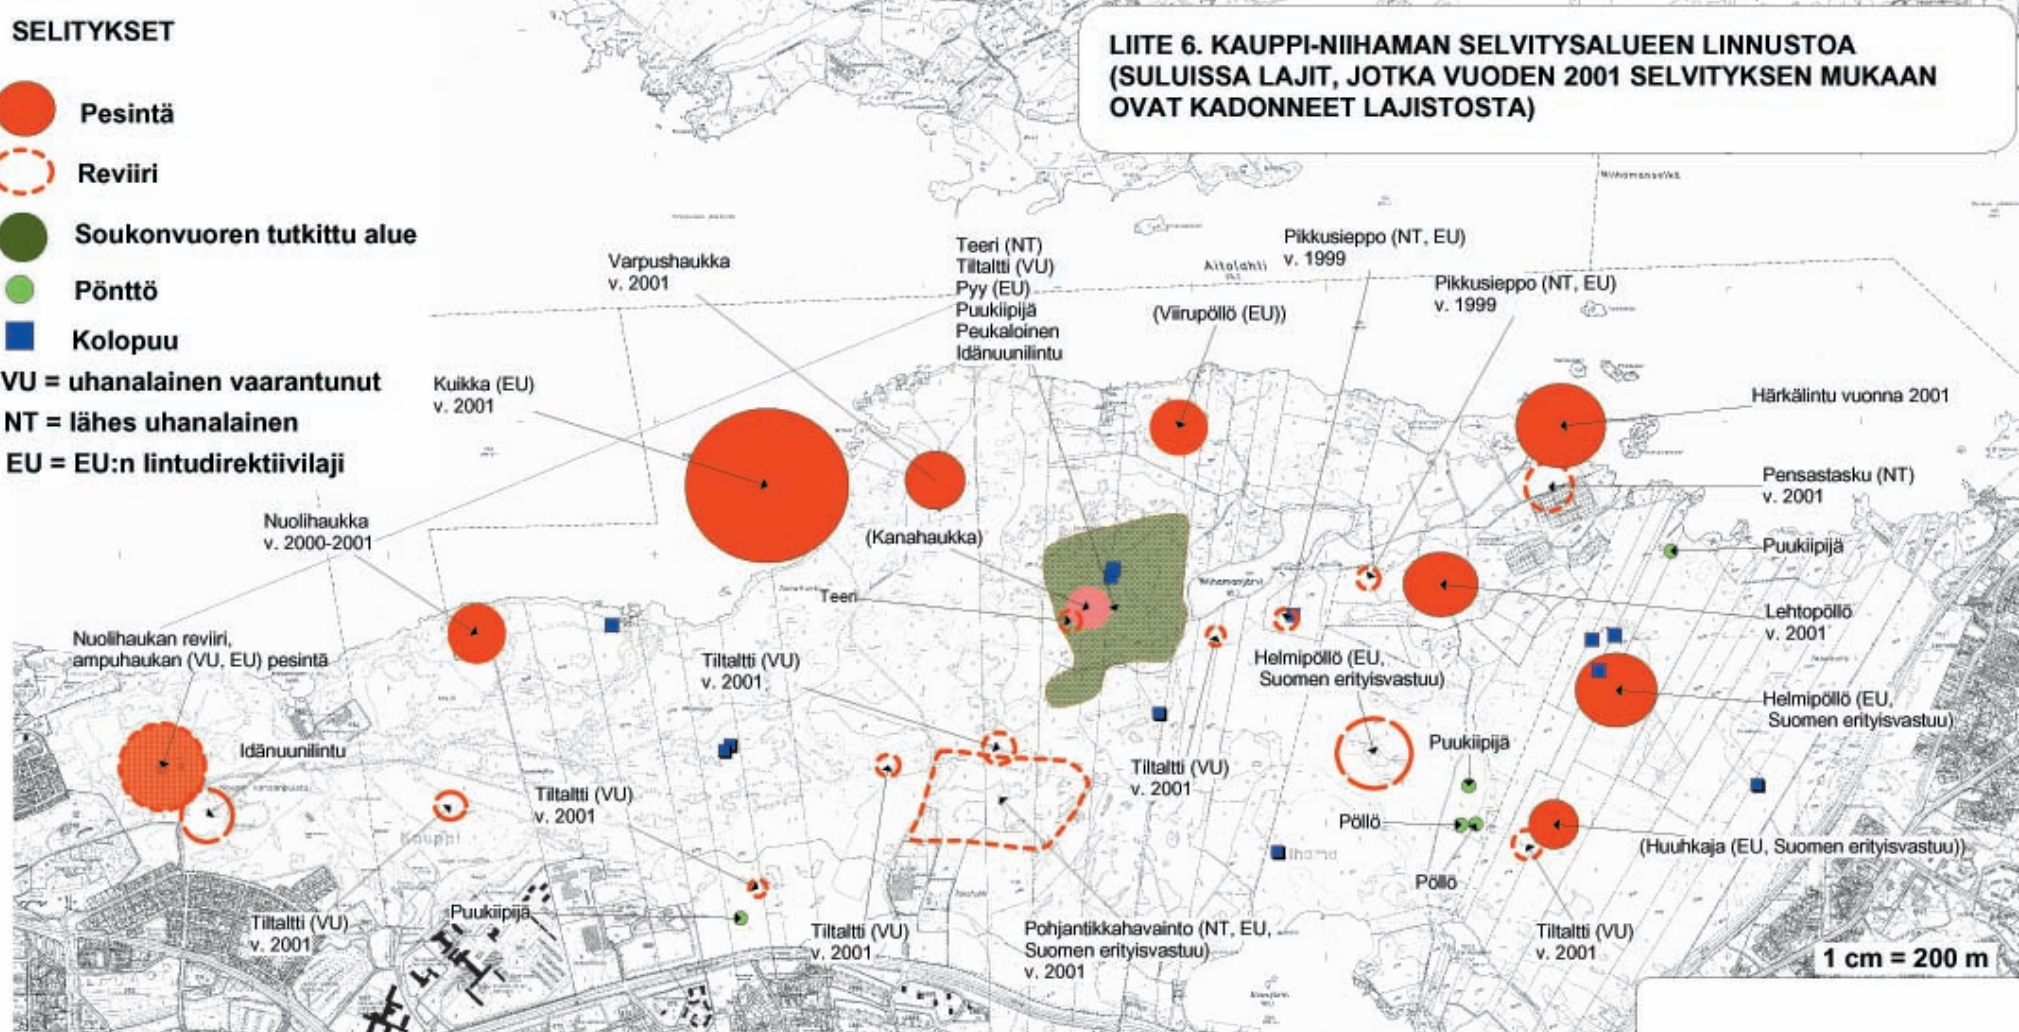 SELITYKSET
Pesintä
Reviiri
Soukonvuoren tutkittu alue
Pönttö
Kolopuu
VU = uhanalainen vaarantunut
NT = lähes uhanalainen
EU = EU:n lintudirektiivilaji
LIITE 6. KAUPPI-NIIHAMAN SELVITYSALUEEN LINNUSTOA
(SULUISSA LAJIT, JOTKA VUODEN 2001 SELVITYKSEN MUKAAN
OVAT KADONNEET LAJISTOSTA)
Varpushaukka
v. 2001
Teeri (NT)
Tiltaltti (VU)
Pyy (EU)
Puukiipijä
Peukaloinen
Idänuunilintu
Aitolahti
(Viirupöllö (EU))
Pikkusieppo (NT, EU)
v. 1999
Pikkusieppo (NT, EU)
v. 1999
Kuikka (EU)
v. 2001
Härkälintu vuonna 2001
Pensastasku (NT)
v. 2001
Nuolihaukka
v. 2000-2001
(Kanahaukka)
Puukiipijä
Niihamanjärvi
Teeri
Lehtopöllö
v. 2001
Nuolihaukan reviiri,
ampuhaukan (VU, EU) pesintä
Tiltaltti (VU)
v. 2001
Helmipöllö (EU,
Suomen erityisvastuu)
Helmipöllö (EU,
Suomen erityisvastuu)
Idänuunilintu
Puukiipijä
Tiltaltti (VU)
v. 2001
Tiltaltti (VU)
v. 2001
Kauppi
Pöllö
(Huuhkaja (EU, Suomen erityisvastuu))
Pöllö
Puukiipijä
Tiltaltti (VU)
v. 2001
Tiltaltti (VU)
v. 2001
Pohjantikkahavainto (NT, EU,
Suomen erityisvastuu)
v. 2001
Tiltaltti (VU)
v. 2001
1 cm = 200 m